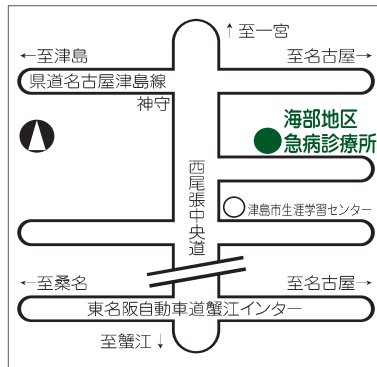 ↑至一宮
←至津島
至名古屋→
県道名古屋津島線
神守
海部地区
急病診療所
西尾張中央道
津島市生涯学習センター
←至桑名
至名古屋→
東名阪自動車道蟹江インター
至蟹江↓